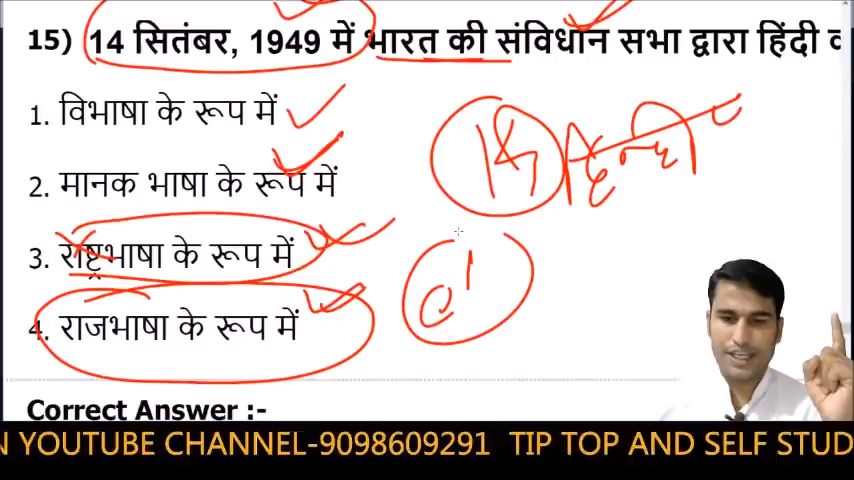 15) 14 सितंबर, 1949 में भारत की संविधान सभा द्वारा हिंदी
1. विभाषा के रूप में
2. मानक भाषा के रूप में
3. राष्ट्रभाषा के रूप में
4. राजभाषा के रूप में
हिन्दी
Correct Answer :-
N YOUTUBE CHANNEL-9098609291 TIP TOP AND SELF STUD